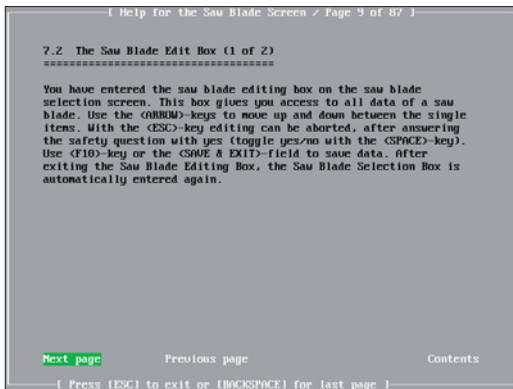 [ Help for the Saw Blade Screen / Page 9 of 87 ]
7.2 The Saw Blade Edit Box (1 of 2)
===================================
You have entered the saw blade editing box on the saw blade
selection screen. This box gives you access to all data of a saw
blade. Use the <ARROW>-keys to move up and down between the single
items. With the <ESC>-key editing can be aborted, after answering
the safety question with yes (toggle yes/no with the <SPACE>-key).
Use <F10>-key or the <SAVE & EXIT>-field to save data. After
exiting the Saw Blade Editing Box, the Saw Blade Selection Box is
automatically entered again.
Next page Previous page Contents
[ Press [ESC] to exit or [BACKSPACE] for last page ]